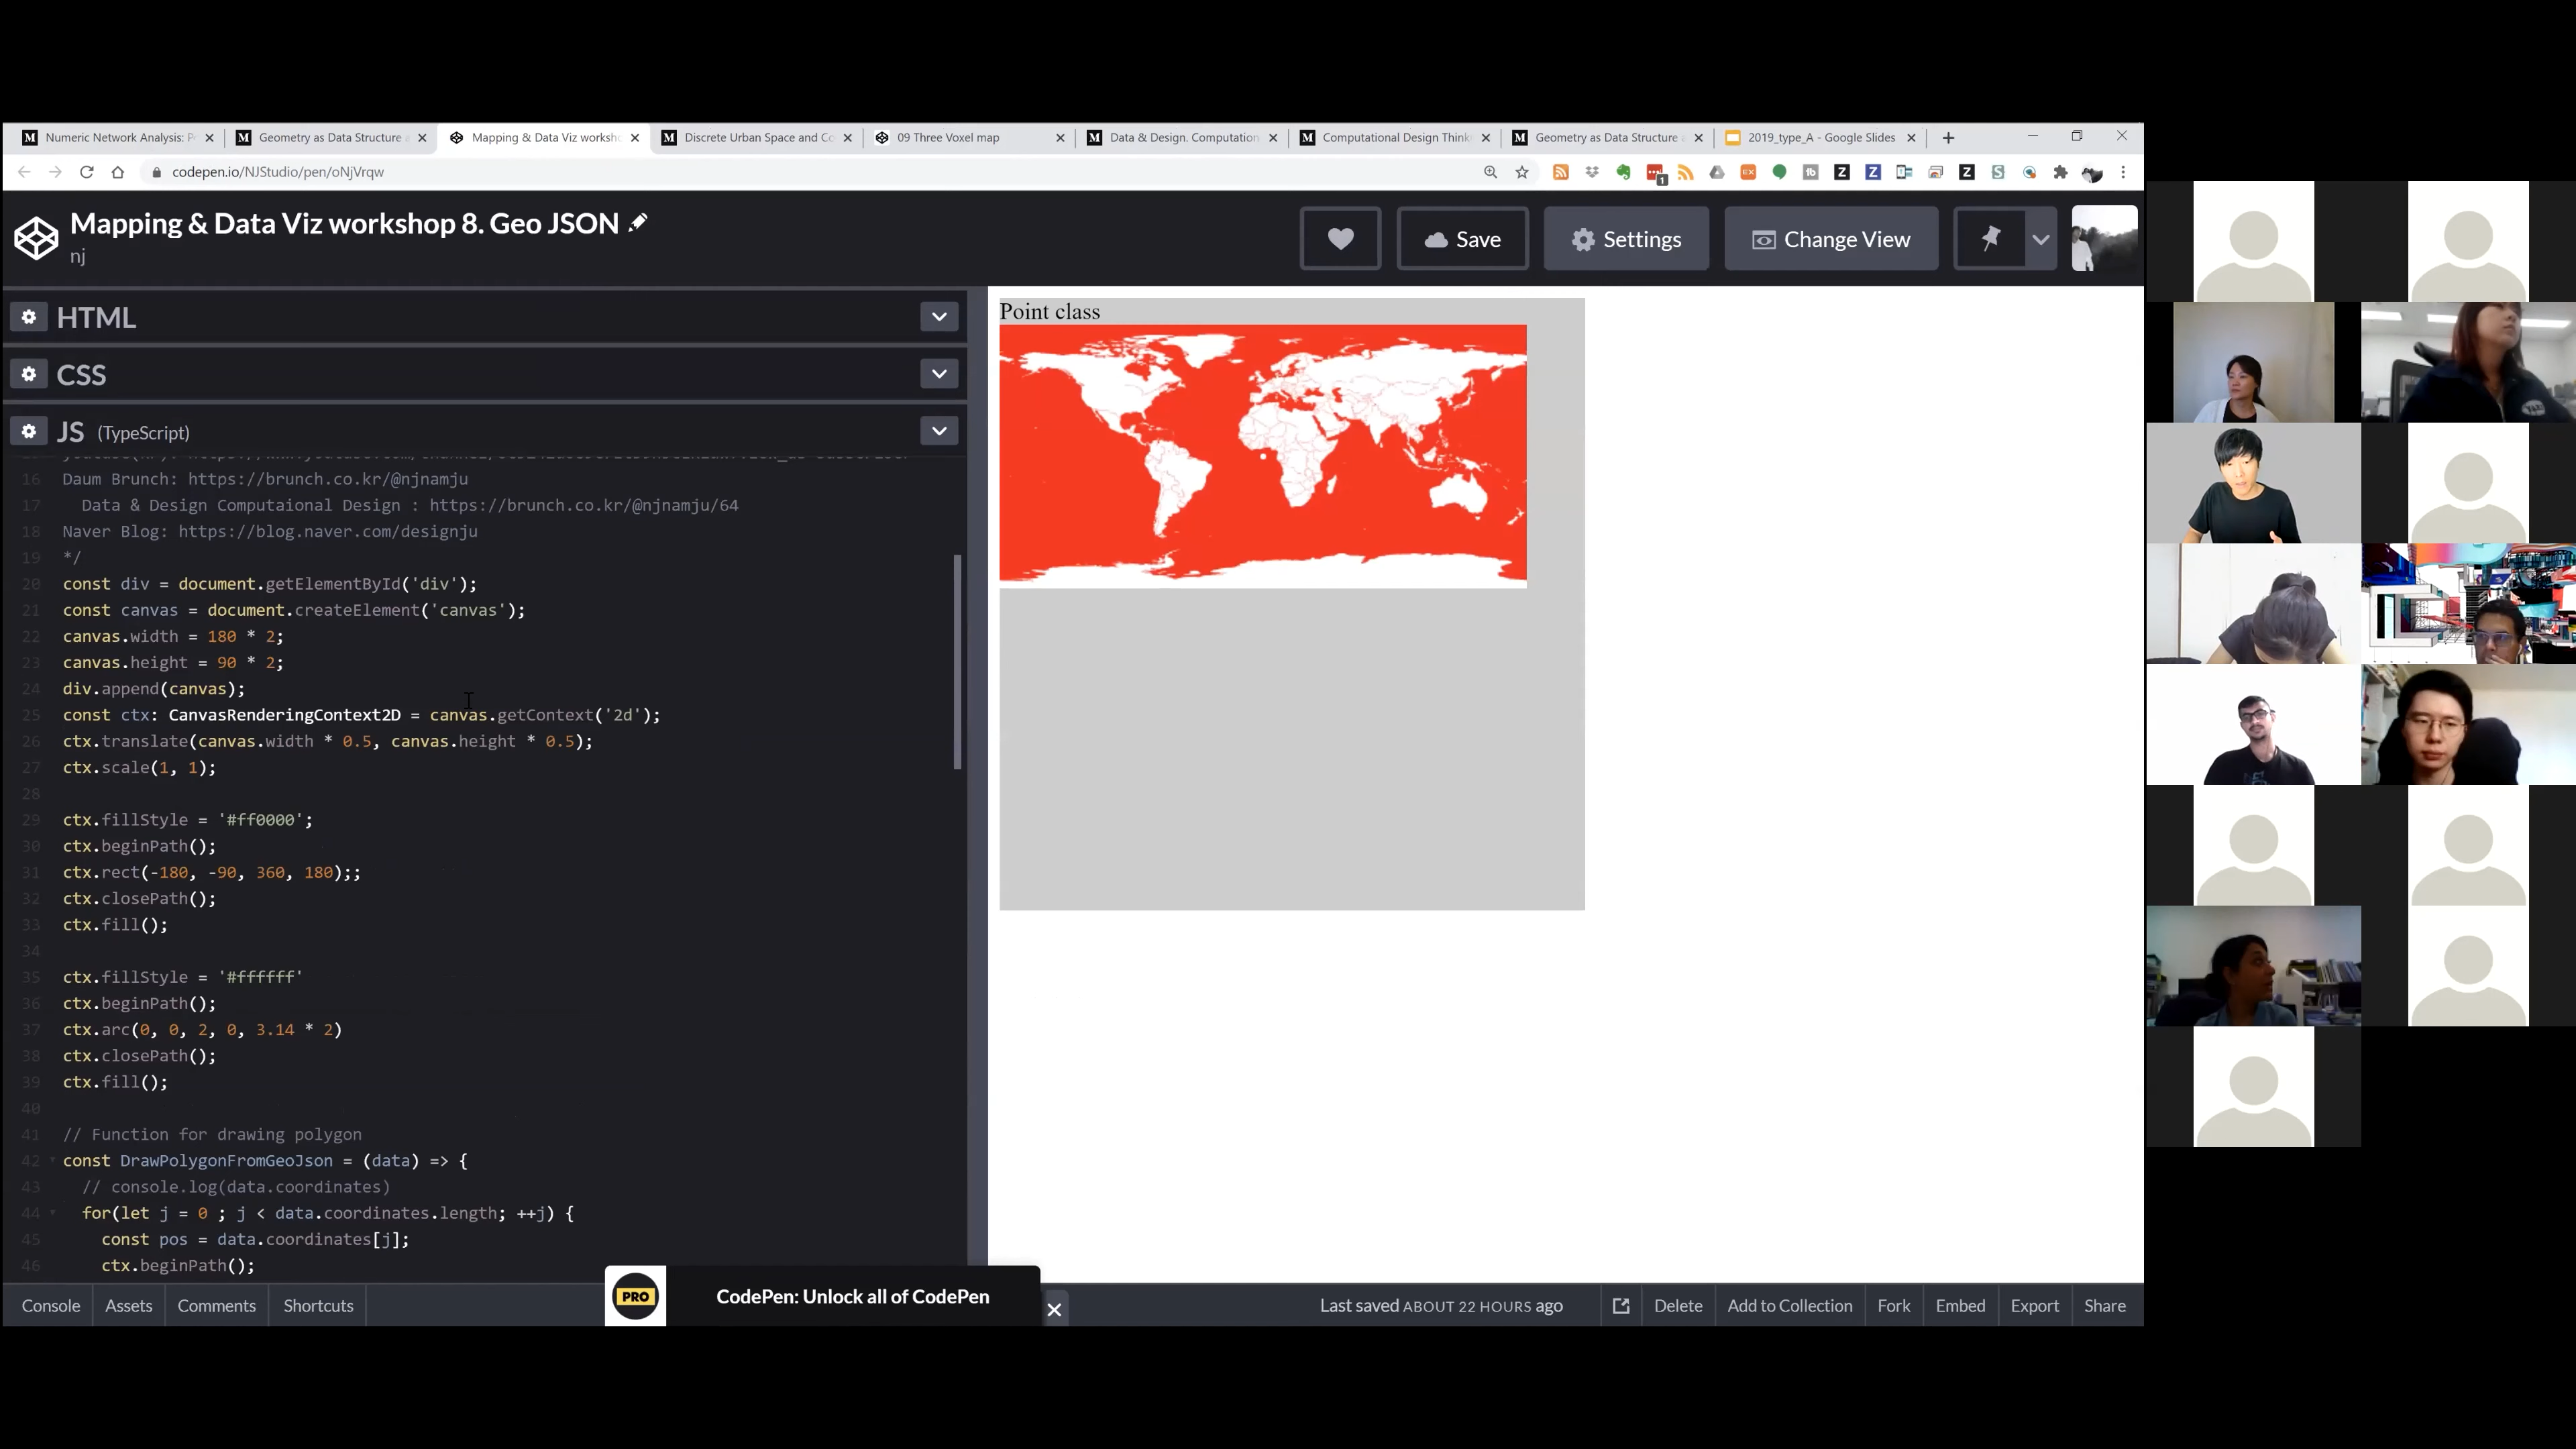 Numeric Network Analysis: P
Geometry as Data Structure
Mapping & Data Viz worksh
Discrete Urban Space and Co
09 Three Voxel map
Data & Design. Computation
Computational Design Think
Geometry as Data Structure
2019_type_A - Google Slides
codepen.io/NJStudio/pen/oNjVrqw
Mapping & Data Viz workshop 8. Geo JSON
nj
Save
Settings
Change View
HTML
CSS
JS (TypeScript)
16 Daum Brunch: https://brunch.co.kr/@njnamju
17 Data & Design Computaional Design : https://brunch.co.kr/@njnamju/64
18 Naver Blog: https://blog.naver.com/designju
19 */
20 const div = document.getElementById('div');
21 const canvas = document.createElement('canvas');
22 canvas.width = 180 * 2;
23 canvas.height = 90 * 2;
24 div.append(canvas);
25 const ctx: CanvasRenderingContext2D = canvas.getContext('2d');
26 ctx.translate(canvas.width * 0.5, canvas.height * 0.5);
27 ctx.scale(1, 1);
28
29 ctx.fillStyle = '#ff0000';
30 ctx.beginPath();
31 ctx.rect(-180, -90, 360, 180);;
32 ctx.closePath();
33 ctx.fill();
34
35 ctx.fillStyle = '#ffffff'
36 ctx.beginPath();
37 ctx.arc(0, 0, 2, 0, 3.14 * 2)
38 ctx.closePath();
39 ctx.fill();
40
41 // Function for drawing polygon
42 const DrawPolygonFromGeoJson = (data) => {
43 // console.log(data.coordinates)
44 for(let j = 0 ; j < data.coordinates.length; ++j) {
45 const pos = data.coordinates[j];
46 ctx.beginPath();
Point class
Console
Assets
Comments
Shortcuts
PRO
CodePen: Unlock all of CodePen
Last saved ABOUT 22 HOURS ago
Delete
Add to Collection
Fork
Embed
Export
Share